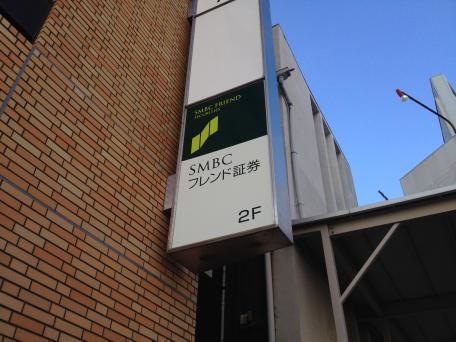 SMBC FRIEND
SECURITIES
SMBC
フレンド証券
2F